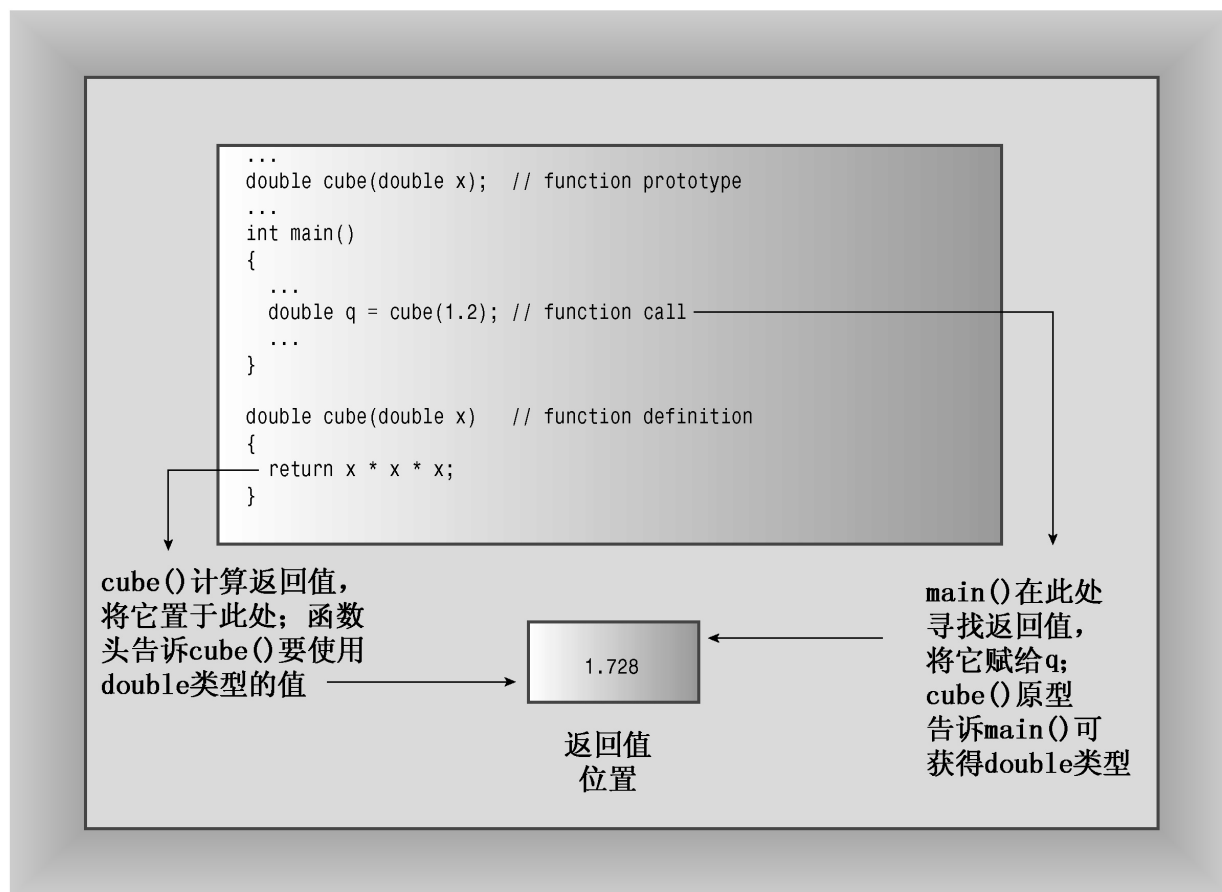 ...
double cube(double x);  // function prototype
...
int main()
{
  ...
  double q = cube(1.2); // function call
  ...
}
double cube(double x)   // function definition
{
  return x * x * x;
}
cube()计算返回值，
将它置于此处；函数
头告诉cube()要使用
double类型的值
1.728
返回值
位置
main()在此处
寻找返回值，
将它赋给q；
cube()原型
告诉main()可
获得double类型